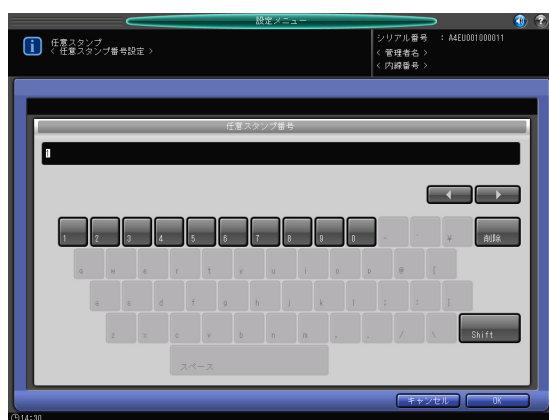 設定メニュー
任意スタンプ
< 任意スタンプ番号設定 >
シリアル番号 : A4EU001000011
< 管理者名 >
< 内線番号 >
任意スタンプ番号
1
1 2 3 4 5 6 7 8 9 0 - ^ ¥ 削除
q w e r t y u i o p @ [
a s d f g h j k l ; : ]
z x c v b n m , . / \ Shift
スペース
キャンセル OK
14:30